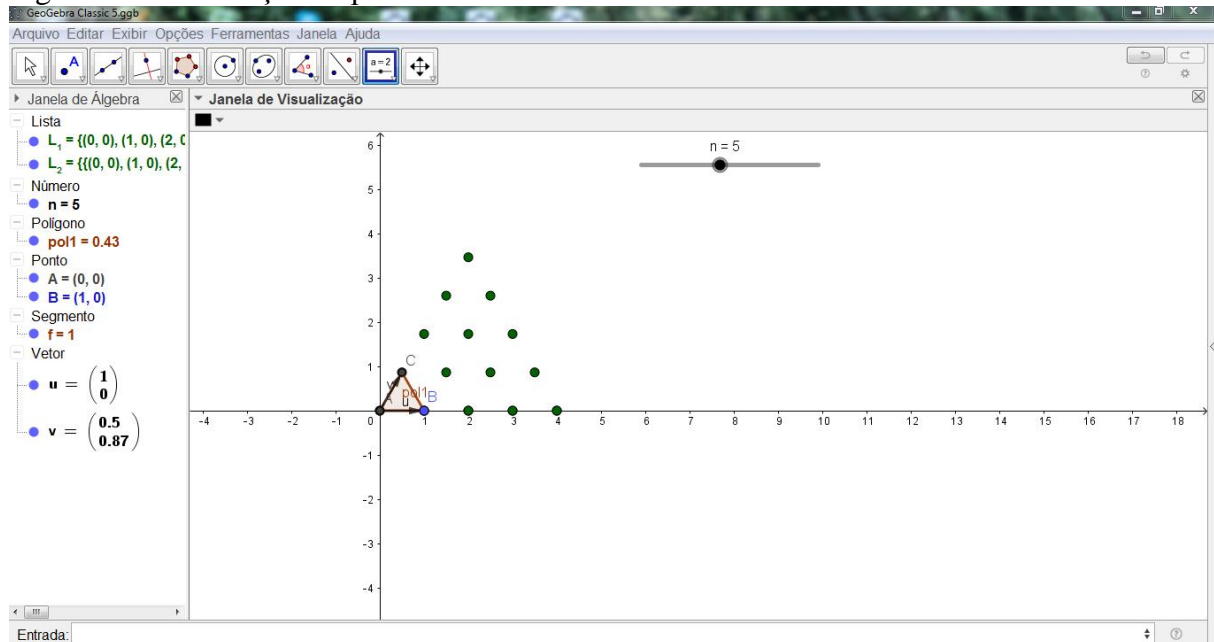 GeoGebra Classic 5.ggb
Arquivo Editar Exibir Opções Ferramentas Janela Ajuda
A
a = 2
Janela de Álgebra
Janela de Visualização
Lista
L₁ = {(0, 0), (1, 0), (2, 0
L₂ = {{(0, 0), (1, 0), (2,
Número
n = 5
Polígono
pol1 = 0.43
Ponto
A = (0, 0)
B = (1, 0)
Segmento
f = 1
Vetor
u = (1 0)
v = (0.5 0.87)
n = 5
6
5
4
3
2
1
C
v
pol1
A
u
B
-4 -3 -2 -1 0 1 2 3 4 5 6 7 8 9 10 11 12 13 14 15 16 17 18
-1
-2
-3
-4
Entrada: